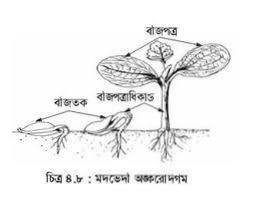 বীজপত্র
বীজত্বক
বীজপত্রাধিকাণ্ড
চিত্র ৪.৮ : মৃদভেদী অঙ্কুরোদগম